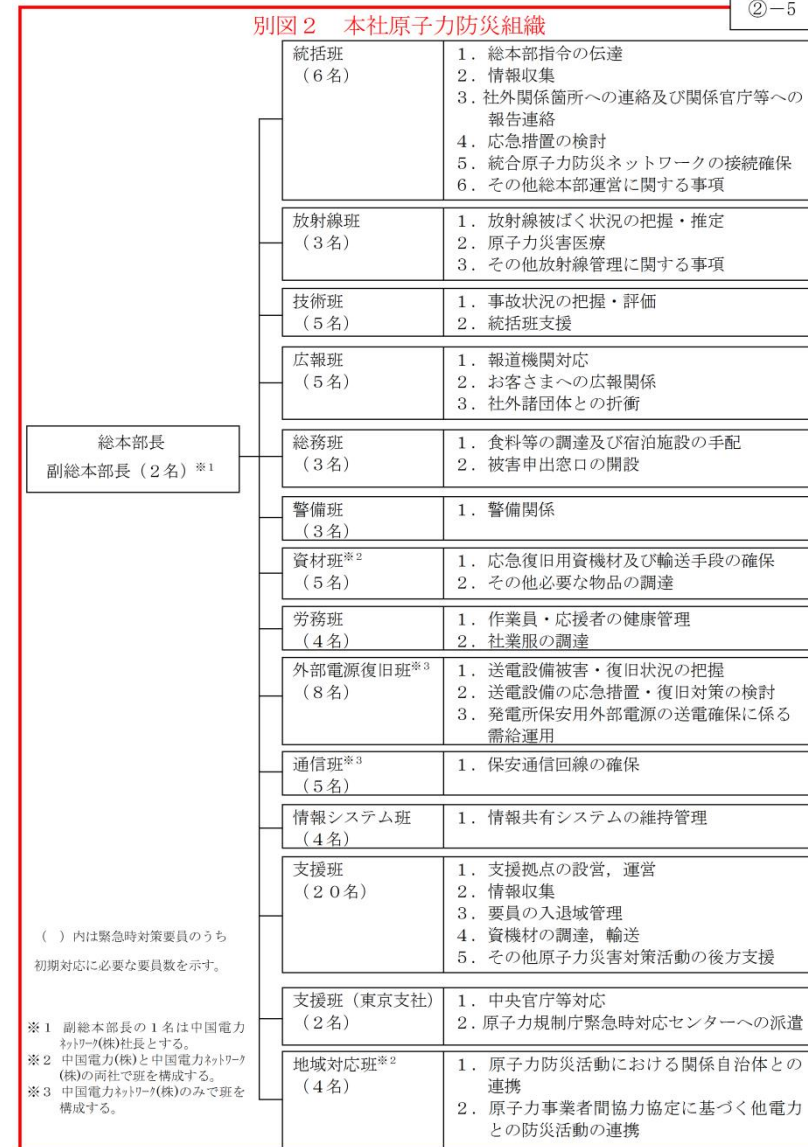 ②－5
別図２　本社原子力防災組織
総本部長
副総本部長（２名）※1
統括班
（６名）
１．総本部指令の伝達
２．情報収集
３．社外関係箇所への連絡及び関係官庁等への
報告連絡
４．応急措置の検討
５．統合原子力防災ネットワークの接続確保
６．その他総本部運営に関する事項
放射線班
（３名）
１．放射線被ばく状況の把握・推定
２．原子力災害医療
３．その他放射線管理に関する事項
技術班
（５名）
１．事故状況の把握・評価
２．統括班支援
広報班
（５名）
１．報道機関対応
２．お客さまへの広報関係
３．社外諸団体との折衝
総務班
（３名）
１．食料等の調達及び宿泊施設の手配
２．被害申出窓口の開設
警備班
（３名）
１．警備関係
資材班※2
（５名）
１．応急復旧用資機材及び輸送手段の確保
２．その他必要な物品の調達
労務班
（４名）
１．作業員・応援者の健康管理
２．社業服の調達
外部電源復旧班※3
（８名）
１．送電設備被害・復旧状況の把握
２．送電設備の応急措置・復旧対策の検討
３．発電所保安用外部電源の送電確保に係る
需給運用
通信班※3
（５名）
１．保安通信回線の確保
情報システム班
（４名）
１．情報共有システムの維持管理
支援班
（２０名）
１．支援拠点の設営，運営
２．情報収集
３．要員の入退域管理
４．資機材の調達，輸送
５．その他原子力災害対策活動の後方支援
支援班（東京支社）
（２名）
１．中央官庁等対応
２．原子力規制庁緊急時対応センターへの派遣
地域対応班※2
（４名）
１．原子力防災活動における関係自治体との
連携
２．原子力事業者間協力協定に基づく他電力
との防災活動の連携
（　）内は緊急時対策要員のうち
初期対応に必要な要員数を示す。
※１　副総本部長の１名は中国電力
ﾈｯﾄﾜｰｸ(株)社長とする。
※２　中国電力(株)と中国電力ﾈｯﾄﾜｰｸ
(株)の両社で班を構成する。
※３　中国電力ﾈｯﾄﾜｰｸ(株)のみで班を
構成する。